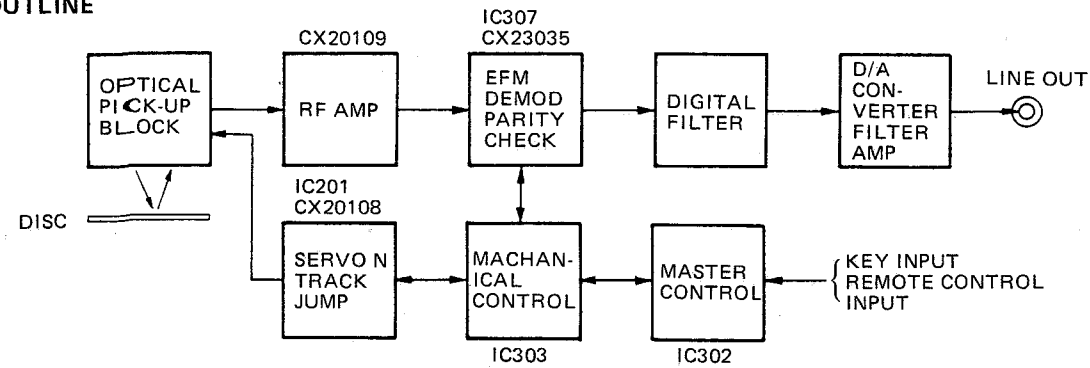 OUTLINE
IC307
CX20109
CX23035
OPTICAL
PICK-UP
BLOCK
RF AMP
EFM
DEMOD
PARITY
CHECK
DIGITAL
FILTER
D/A
CON-
VERTER
FILTER
AMP
LINE OUT
DISC
IC201
CX20108
SERVO N
TRACK
JUMP
MACHAN-
ICAL
CONTROL
IC303
MASTER
CONTROL
IC302
KEY INPUT
REMOTE CONTROL
INPUT